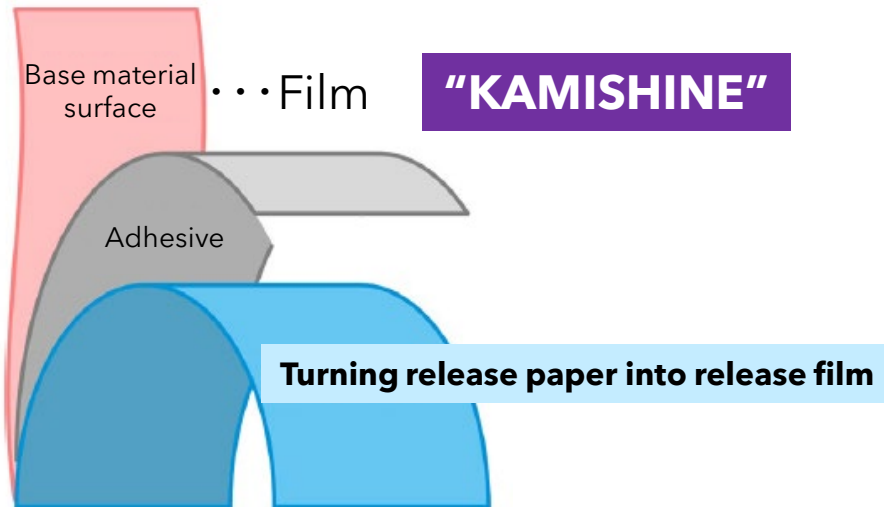 Base material
surface
・・・Film
“KAMISHINE”
Adhesive
Turning release paper into release film